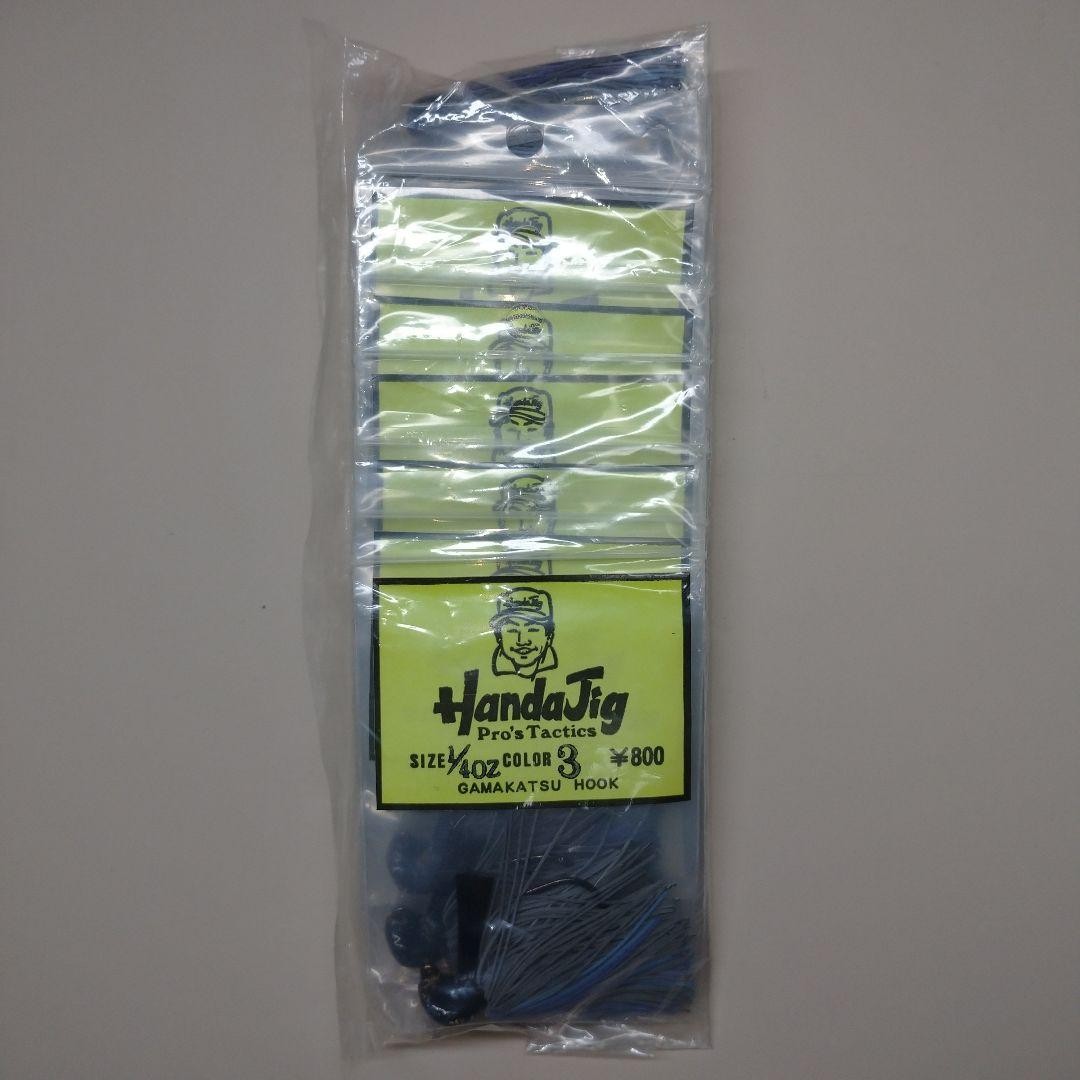 HandaJig
Pro's Tactics
SIZE 1/4OZ COLOR 3 ¥800
GAMAKATSU HOOK